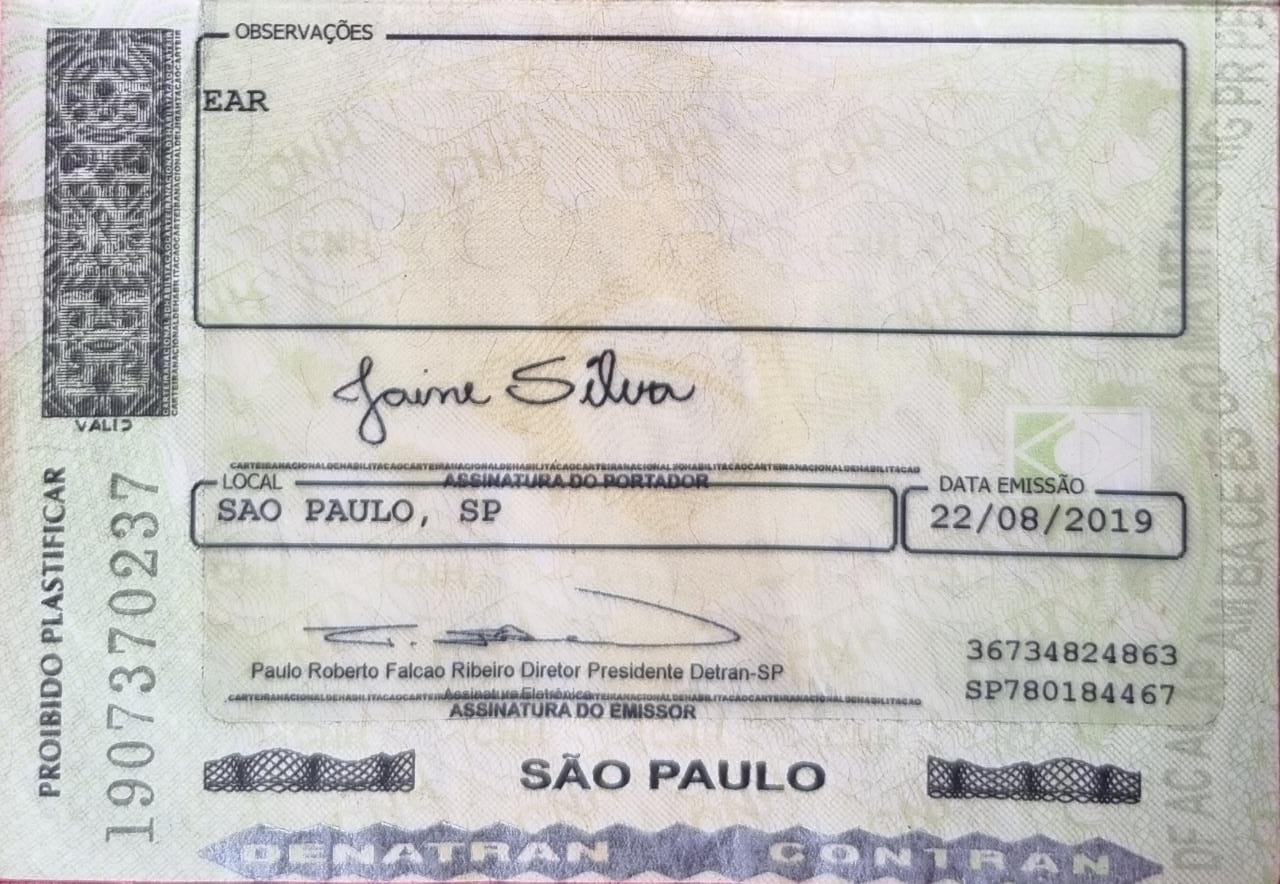 OBSERVAÇÕES
EAR
VALID
Jaine Silva
CARTEIRANACIONALDEHABILITACAOCARTEIRANACIONALDEHABILITACAOCARTEIRANACIONALDEHABILITACAOCARTEIRANACIONALDEHABILITACAO
ASSINATURA DO PORTADOR
LOCAL
SAO PAULO, SP
DATA EMISSÃO
22/08/2019
PROIBIDO PLASTIFICAR
1907370237
Paulo Roberto Falcao Ribeiro Diretor Presidente Detran-SP
Assinatura Eletrônica
ASSINATURA DO EMISSOR
36734824863
SP780184467
SÃO PAULO
DENATRAN CONTRAN